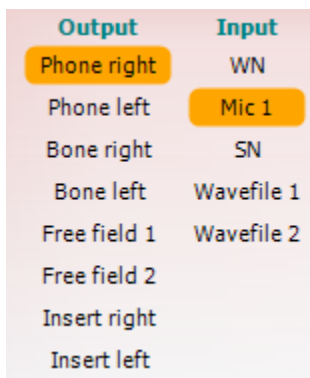 Output Input
Phone right WN
Phone left Mic 1
Bone right SN
Bone left Wavefile 1
Free field 1 Wavefile 2
Free field 2
Insert right
Insert left